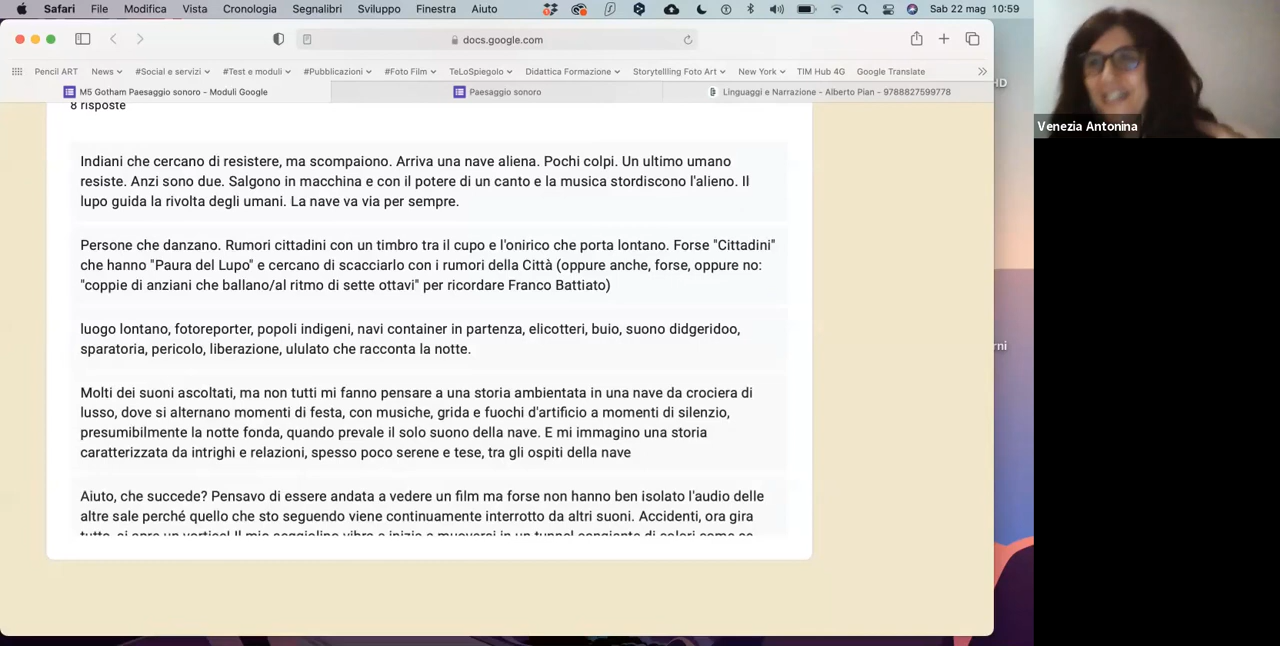 Safari File Modifica Vista Cronologia Segnalibri Sviluppo Finestra Aiuto Sab 22 mag 10:59
docs.google.com
Pencil ART News #Social e servizi #Test e moduli #Pubblicazioni #Foto Film TeLoSpiegolo Didattica Formazione Storytellling Foto Art New York TIM Hub 4G Google Translate
M5 Gotham Paesaggio sonoro - Moduli Google Paesaggio sonoro Linguaggi e Narrazione - Alberto Pian - 9788827599778
HD
Venezia Antonina
8 risposte
Indiani che cercano di resistere, ma scompaiono. Arriva una nave aliena. Pochi colpi. Un ultimo umano
resiste. Anzi sono due. Salgono in macchina e con il potere di un canto e la musica stordiscono l'alieno. Il
lupo guida la rivolta degli umani. La nave va via per sempre.
Persone che danzano. Rumori cittadini con un timbro tra il cupo e l'onirico che porta lontano. Forse "Cittadini"
che hanno "Paura del Lupo" e cercano di scacciarlo con i rumori della Città (oppure anche, forse, oppure no:
"coppie di anziani che ballano/al ritmo di sette ottavi" per ricordare Franco Battiato)
luogo lontano, fotoreporter, popoli indigeni, navi container in partenza, elicotteri, buio, suono didgeridoo,
sparatoria, pericolo, liberazione, ululato che racconta la notte.
rni
Molti dei suoni ascoltati, ma non tutti mi fanno pensare a una storia ambientata in una nave da crociera di
lusso, dove si alternano momenti di festa, con musiche, grida e fuochi d'artificio a momenti di silenzio,
presumibilmente la notte fonda, quando prevale il solo suono della nave. E mi immagino una storia
caratterizzata da intrighi e relazioni, spesso poco serene e tese, tra gli ospiti della nave
Aiuto, che succede? Pensavo di essere andata a vedere un film ma forse non hanno ben isolato l'audio delle
altre sale perché quello che sto seguendo viene continuamente interrotto da altri suoni. Accidenti, ora gira